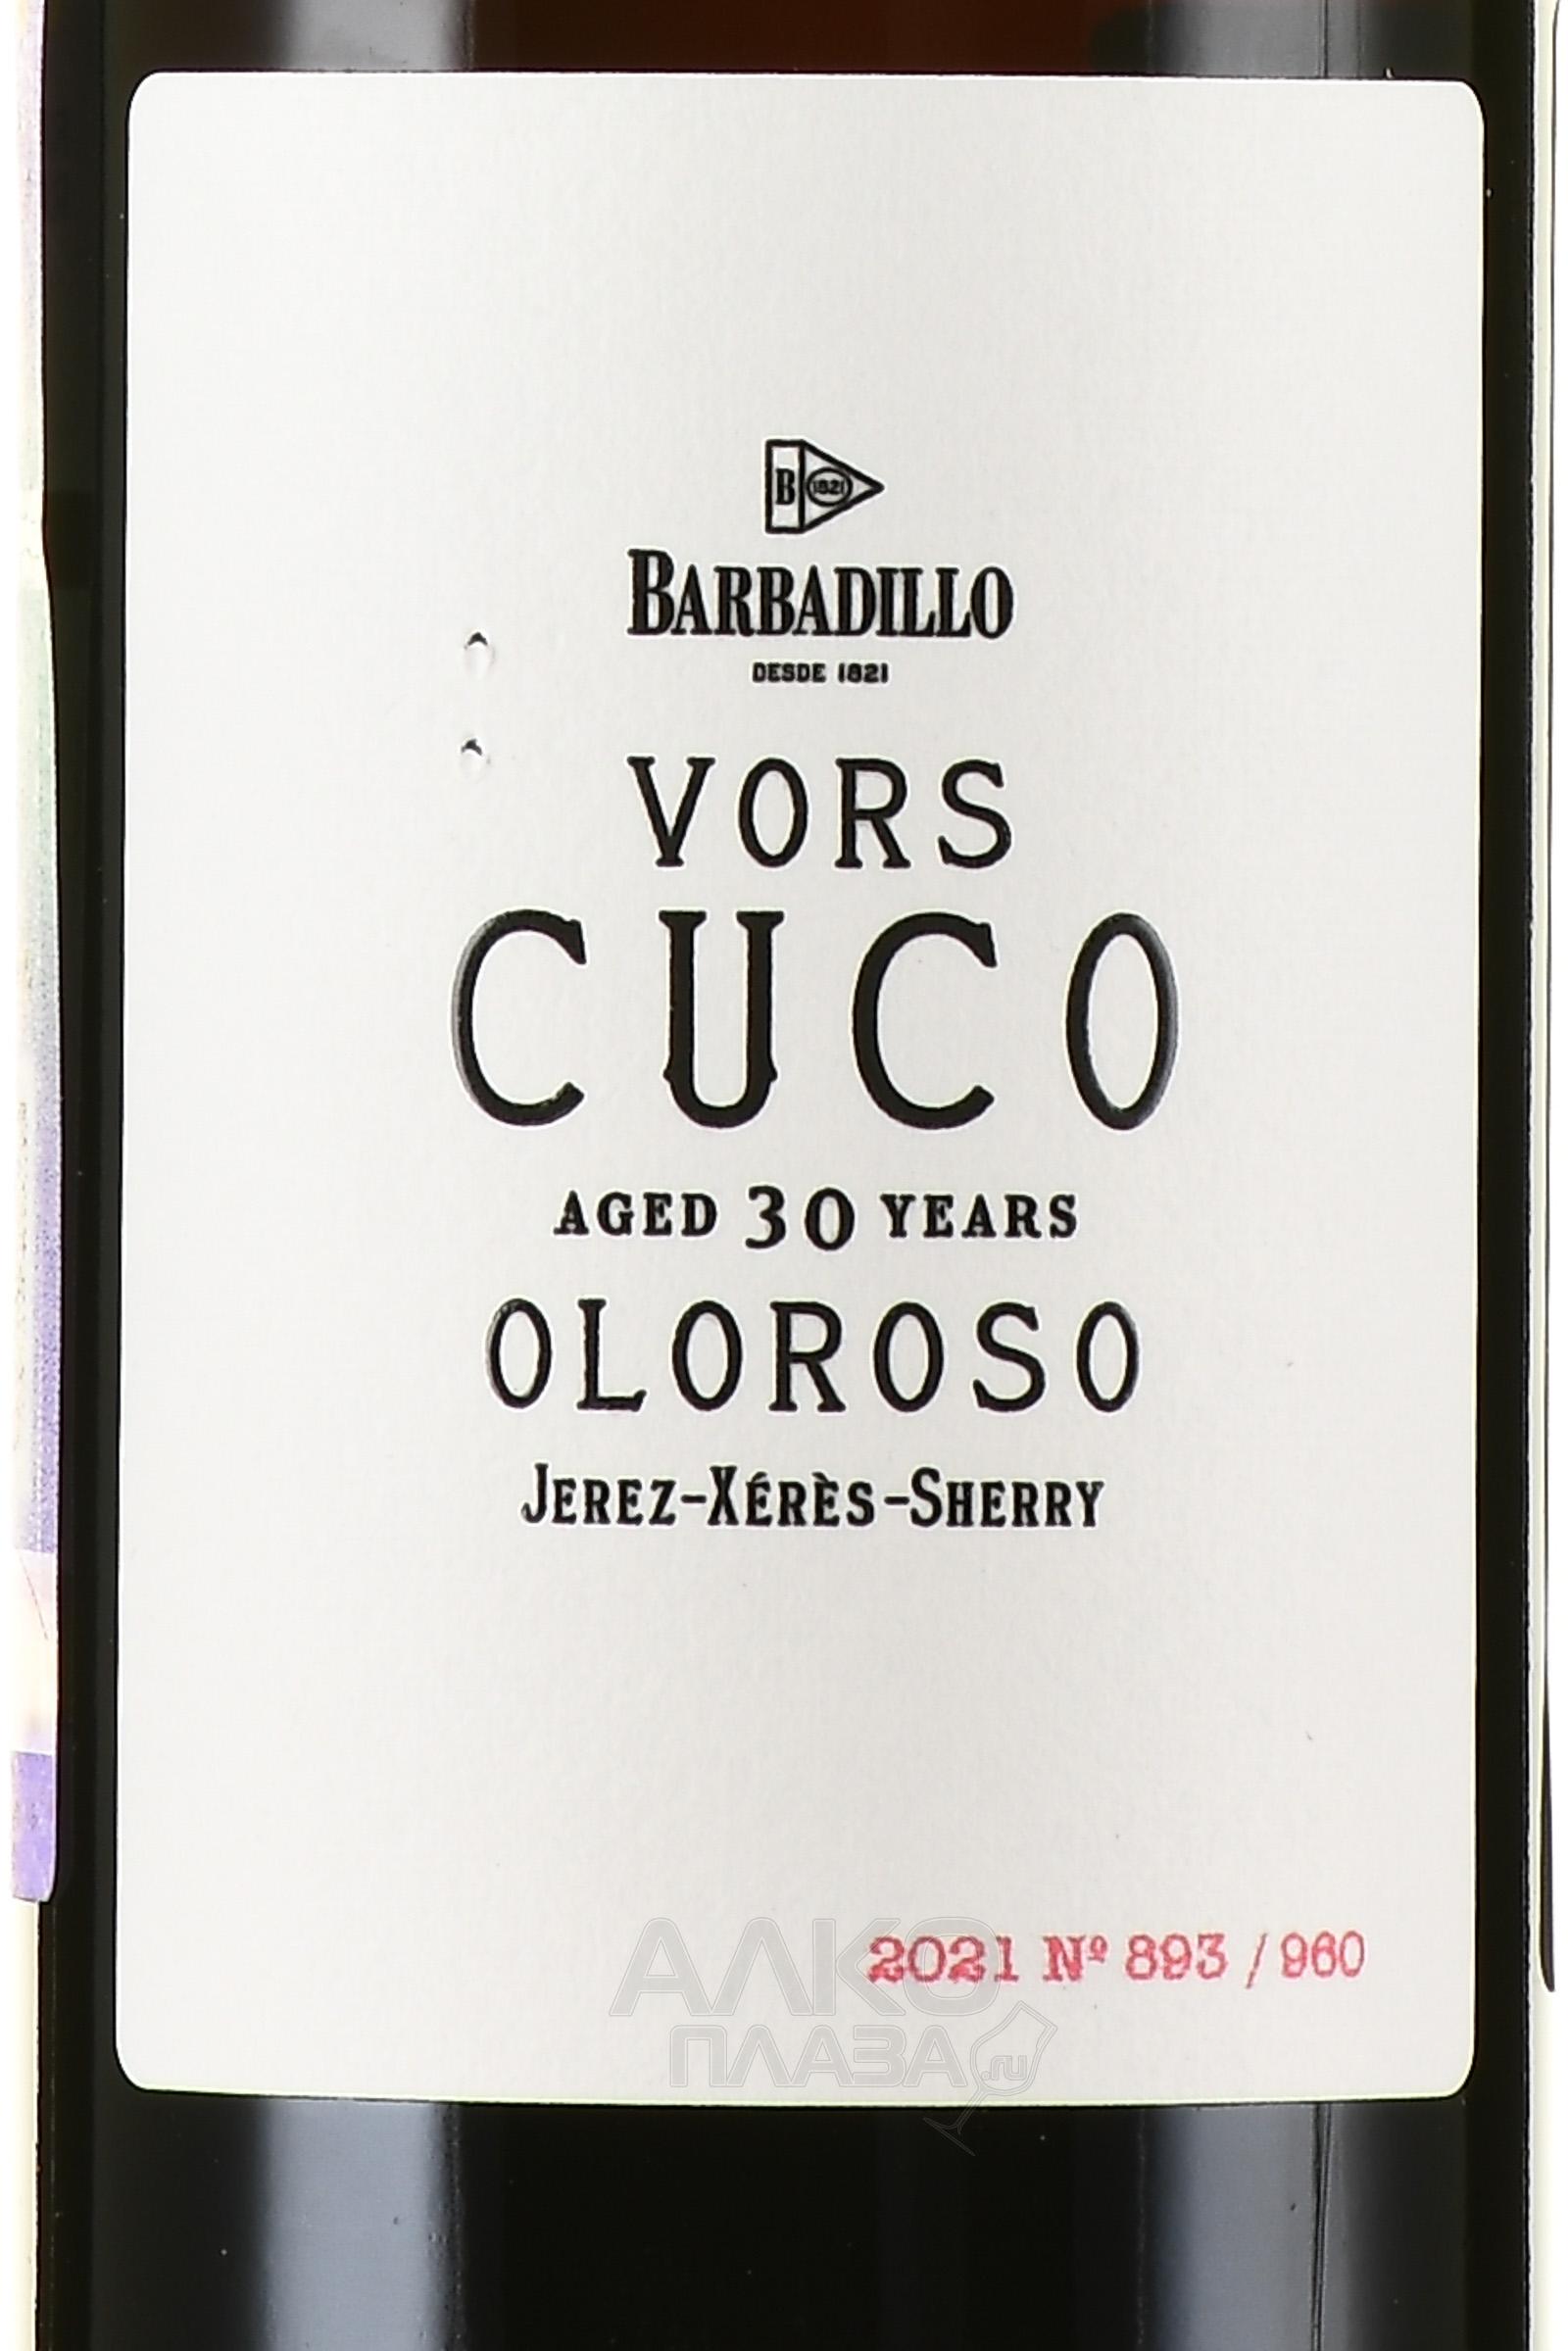 B 1821
BARBADILLO
DESDE 1821
VORS
CUCO
AGED 30 YEARS
OLOROSO
JEREZ-XÉRÈS-SHERRY
2021 Nº 893 / 960
АЛКО
ПЛАЗА.ru